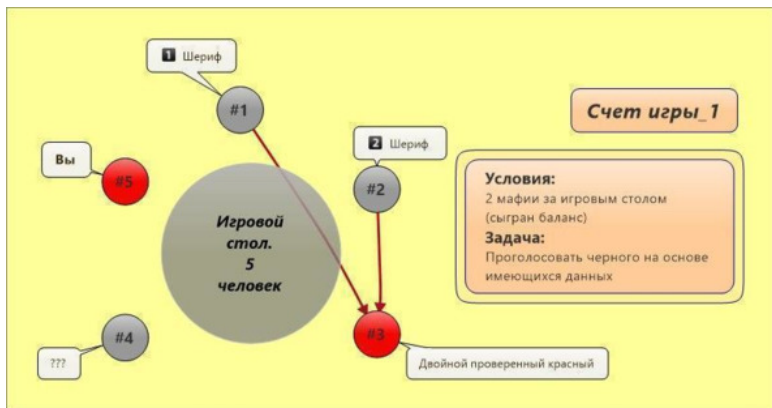 1 Шериф
#1
Счет игры_1
2 Шериф
Вы
#5
#2
Игровой
стол.
5
человек
Условия:
2 мафии за игровым столом
(сыгран баланс)
Задача:
Проголосовать черного на основе
имеющихся данных
#4
???
#3
Двойной проверенный красный